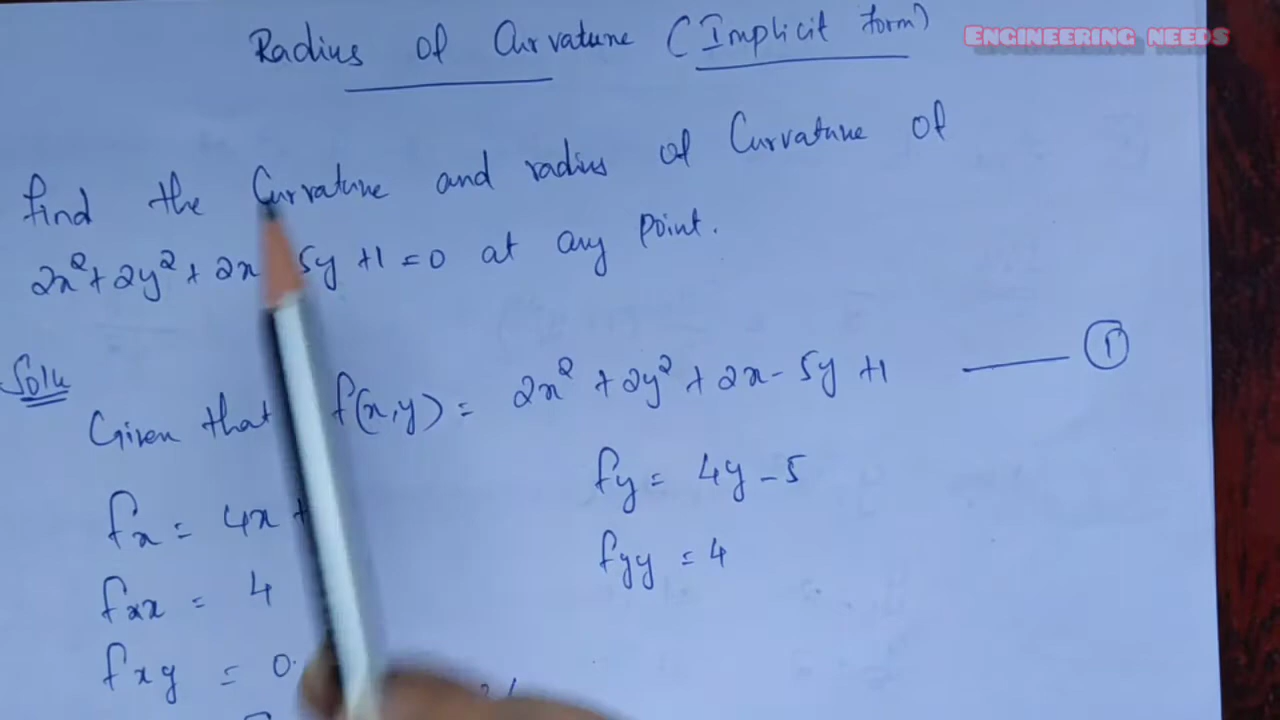 Radius of Curvature (Implicit form)
ENGINEERING NEEDS
find the Curvature and radius of Curvature of
2x² + 2y² + 2x 5y + 1 = 0 at any point.
Solu
Given that f(x,y) = 2x² + 2y² + 2x - 5y + 1 —— ①
fx = 4x +
fy = 4y - 5
fxx = 4
fyy = 4
fxy = 0.